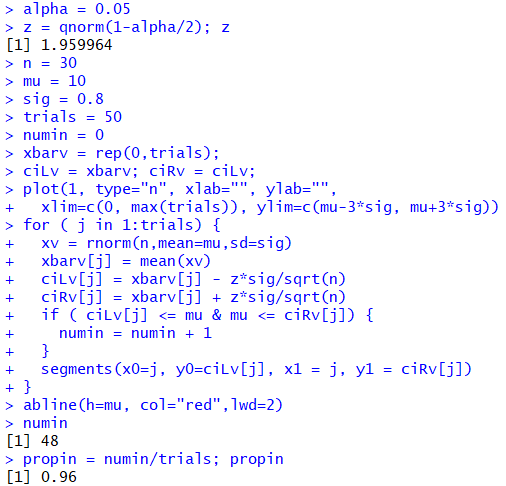 > alpha = 0.05
> z = qnorm(1-alpha/2); z
[1] 1.959964
> n = 30
> mu = 10
> sig = 0.8
> trials = 50
> numin = 0
> xbarv = rep(0,trials);
> ciLv = xbarv; ciRv = ciLv;
> plot(1, type="n", xlab="", ylab="",
+   xlim=c(0, max(trials)), ylim=c(mu-3*sig, mu+3*sig))
> for ( j in 1:trials) {
+   xv = rnorm(n,mean=mu,sd=sig)
+   xbarv[j] = mean(xv)
+   ciLv[j] = xbarv[j] - z*sig/sqrt(n)
+   ciRv[j] = xbarv[j] + z*sig/sqrt(n)
+   if ( ciLv[j] <= mu & mu <= ciRv[j]) {
+     numin = numin + 1
+   }
+   segments(x0=j, y0=ciLv[j], x1 = j, y1 = ciRv[j])
+ }
> abline(h=mu, col="red",lwd=2)
> numin
[1] 48
> propin = numin/trials; propin
[1] 0.96